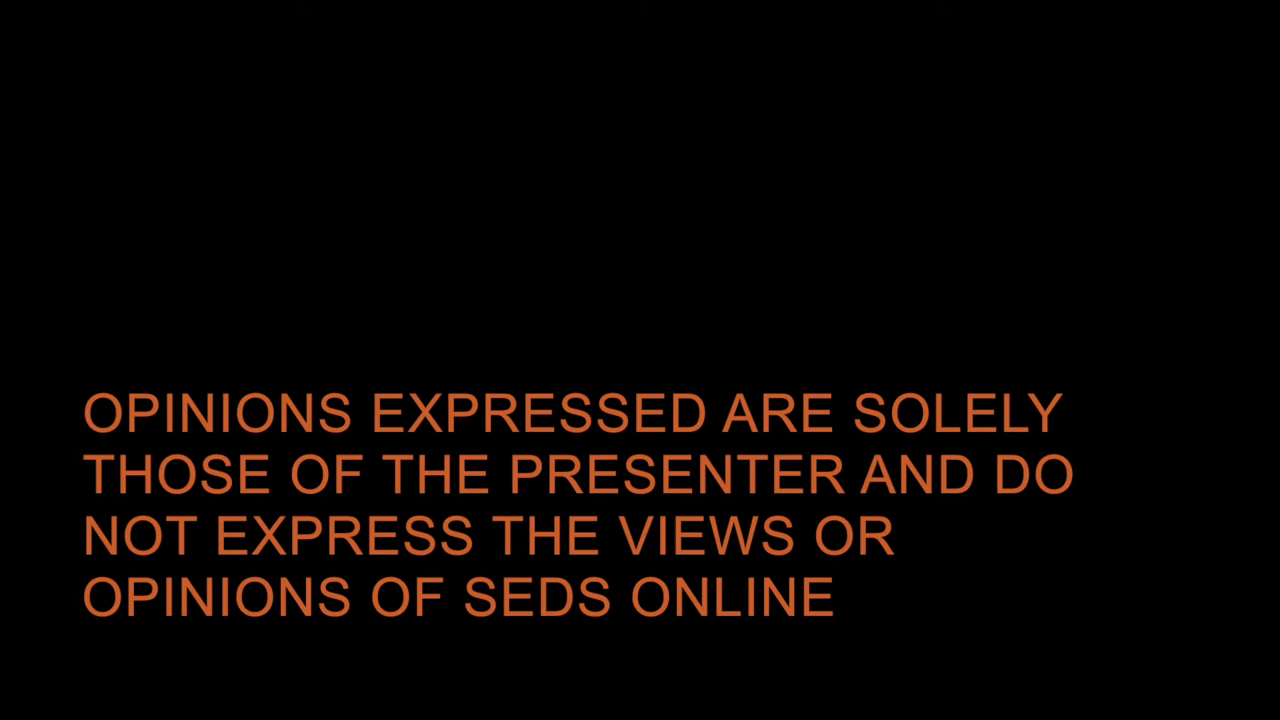 OPINIONS EXPRESSED ARE SOLELY
THOSE OF THE PRESENTER AND DO
NOT EXPRESS THE VIEWS OR
OPINIONS OF SEDS ONLINE